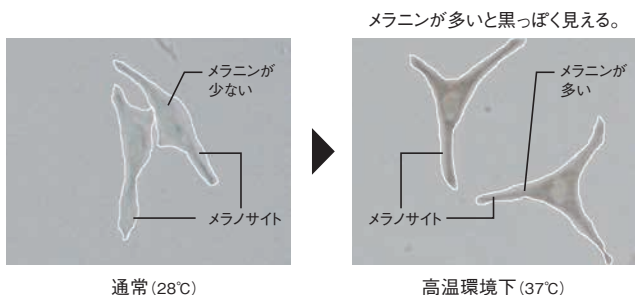 メラニンが多いと黒っぽく見える。
メラニンが
少ない
メラノサイト
通常(28℃)
メラニンが
多い
メラノサイト
高温環境下(37℃)